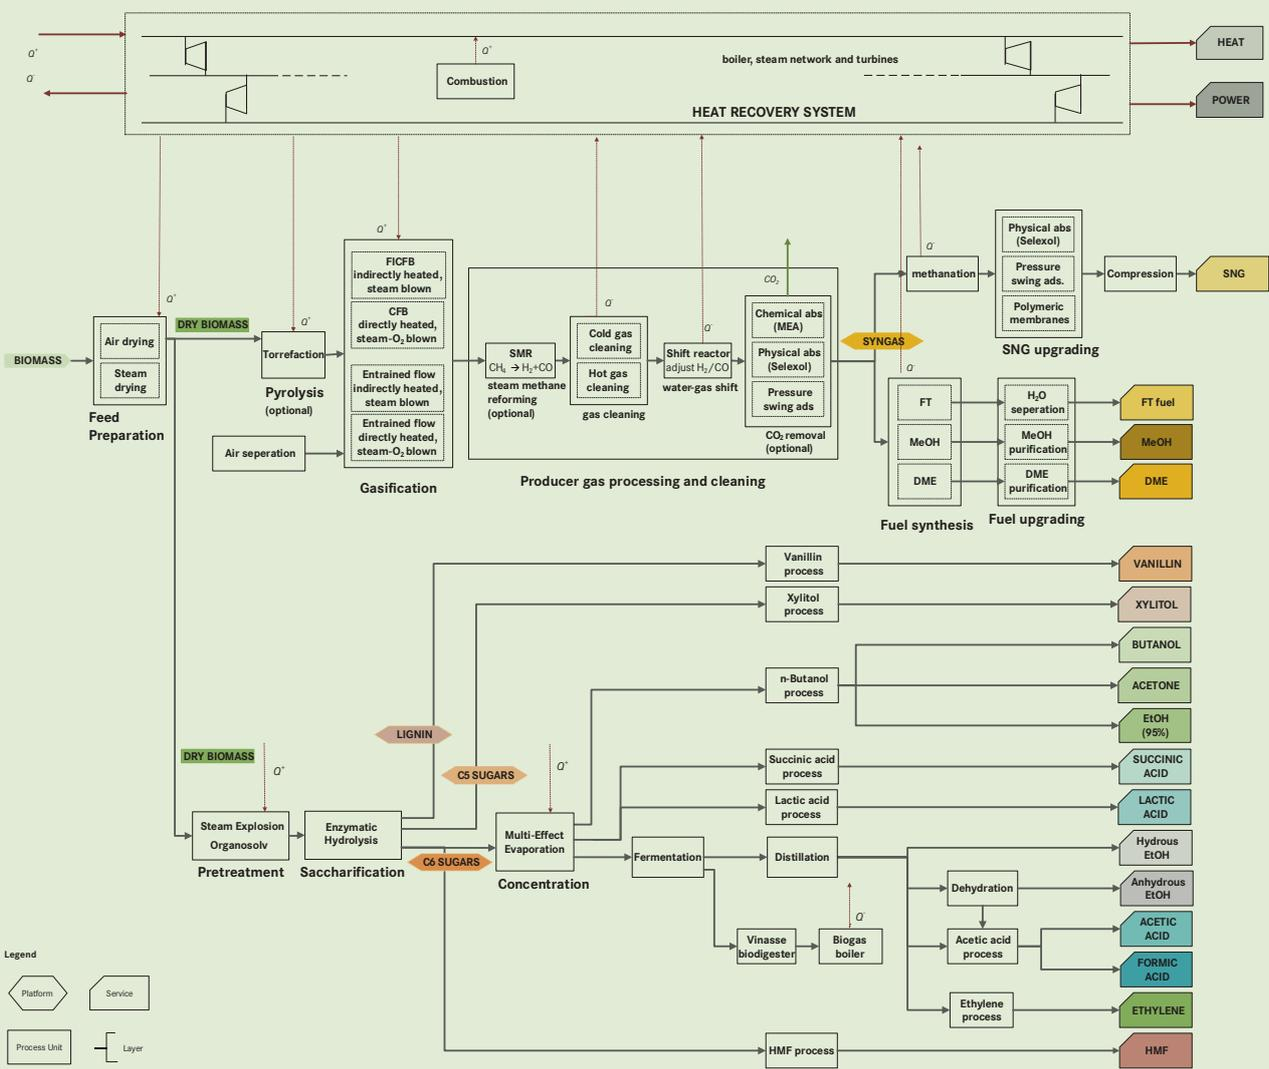 HEAT
Q⁺
Q⁺
Combustion
boiler, steam network and turbines
Q⁻
HEAT RECOVERY SYSTEM
POWER
Q⁺
Q⁺
Q⁺
FICFB
indirectly heated,
steam blown
CFB
directly heated,
steam-O₂ blown
Entrained flow
indirectly heated,
steam blown
Entrained flow
directly heated,
steam-O₂ blown
Gasification
BIOMASS
Air drying
Steam
drying
Feed
Preparation
DRY BIOMASS
Torrefaction
Pyrolysis
(optional)
Air seperation
SMR
CH₄ → H₂+CO
steam methane
reforming
(optional)
Q⁻
Cold gas
cleaning
Hot gas
cleaning
gas cleaning
Q⁻
Shift reactor
adjust H₂/CO
water-gas shift
CO₂
Chemical abs
(MEA)
Physical abs
(Selexol)
Pressure
swing ads
CO₂ removal
(optional)
Producer gas processing and cleaning
SYNGAS
Q⁻
methanation
Physical abs
(Selexol)
Pressure
swing ads.
Polymeric
membranes
SNG upgrading
Compression
SNG
Q⁻
FT
MeOH
DME
Fuel synthesis
H₂O
seperation
MeOH
purification
DME
purification
Fuel upgrading
FT fuel
MeOH
DME
Vanillin
process
VANILLIN
Xylitol
process
XYLITOL
BUTANOL
n-Butanol
process
ACETONE
EtOH
(95%)
LIGNIN
DRY BIOMASS
Q⁺
C5 SUGARS
Q⁺
Succinic acid
process
SUCCINIC
ACID
Lactic acid
process
LACTIC
ACID
Steam Explosion
Organosolv
Pretreatment
Enzymatic
Hydrolysis
Saccharification
C6 SUGARS
Multi-Effect
Evaporation
Concentration
Fermentation
Distillation
Hydrous
EtOH
Dehydration
Anhydrous
EtOH
Q⁻
Vinasse
biodigester
Biogas
boiler
Acetic acid
process
ACETIC
ACID
FORMIC
ACID
Ethylene
process
ETHYLENE
HMF process
HMF
Legend
Platform
Service
Process Unit
Layer